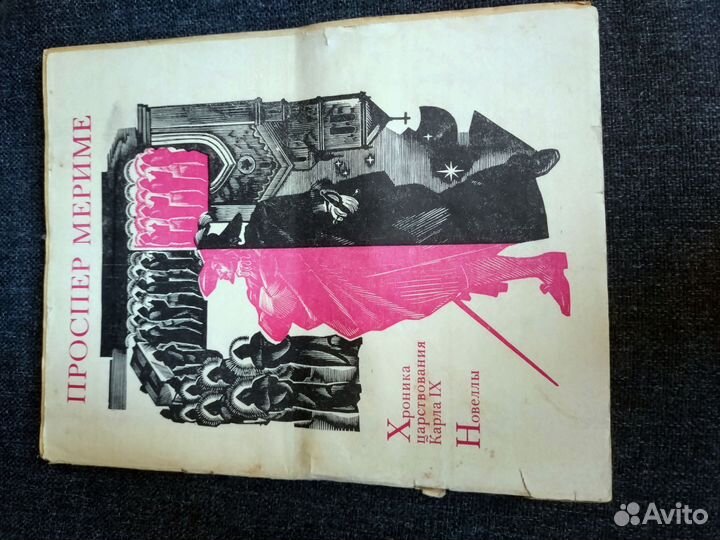 ПРОСПЕР МЕРИМЕ
Хроника
царствования
Карла IX
Новеллы
Avito